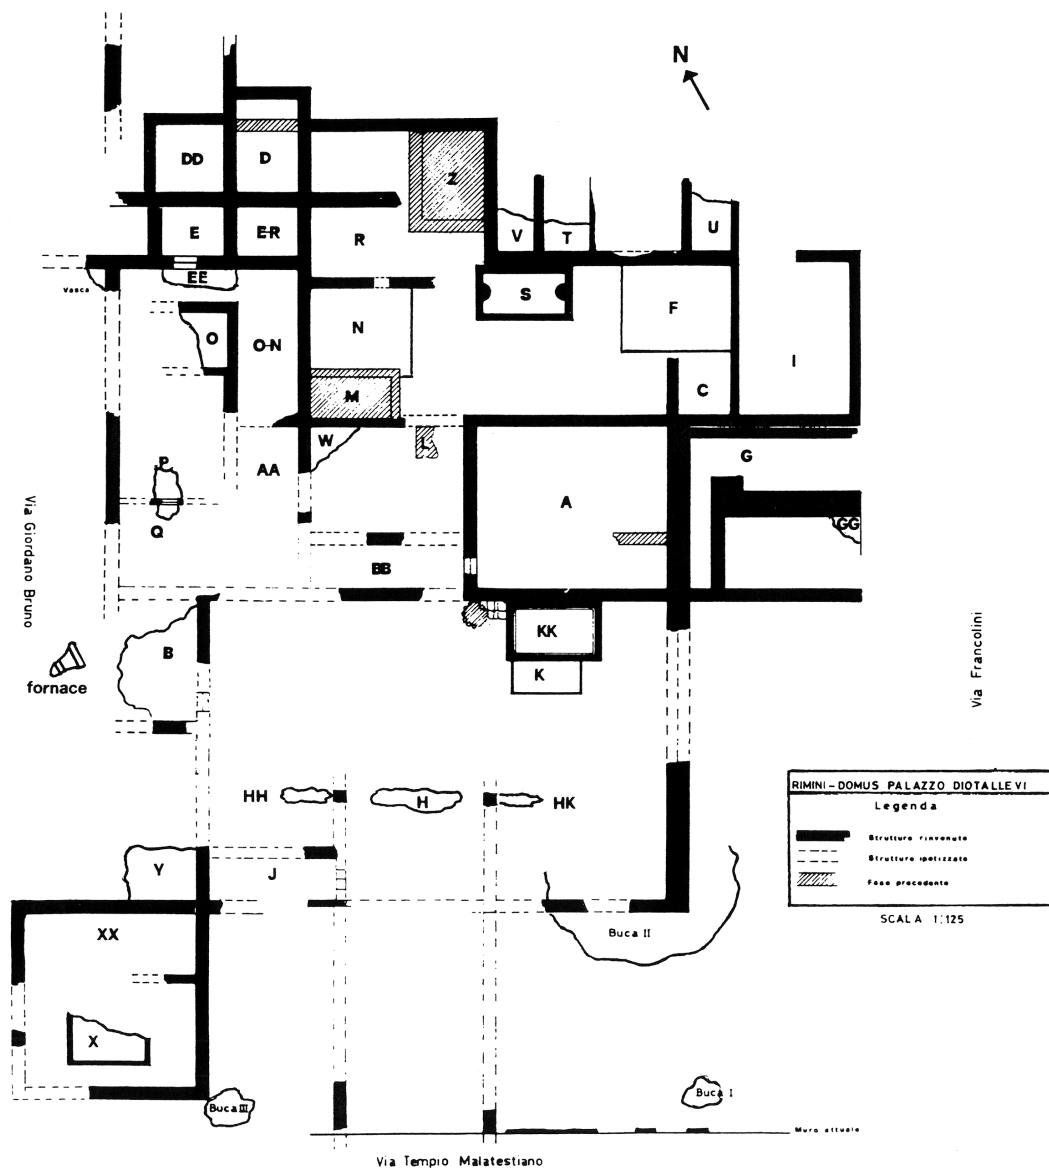 N
DD
D
Z
E
E-R
R
V
T
U
EE
Vasca
S
F
N
O
O-N
I
M
C
W
L
G
P
AA
A
Q
GG
BB
Via Giordano Bruno
KK
B
K
fornace
Via Francolini
HH
H
HK
RIMINI-DOMUS PALAZZO DIOTALLEVI
Legenda
Strutture rinvenute
Strutture ipotizzate
Fase precedente
SCALA 1:125
Y
J
XX
Buca II
X
Buca III
Buca I
Muro attuale
Via Tempio Malatestiano